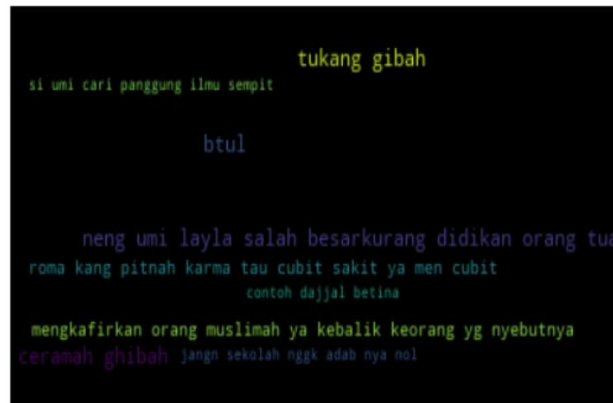 tukang gibah
si umi cari panggung ilmu sempit
btul
neng umi layla salah besarkurang didikan orang tua
roma kang pitnah karma tau cubit sakit ya men cubit
contoh dajjal betina
mengkafirkan orang muslimah ya kebalik keorang yg nyebutnya
ceramah ghibah jangn sekolah nggk adab nya nol